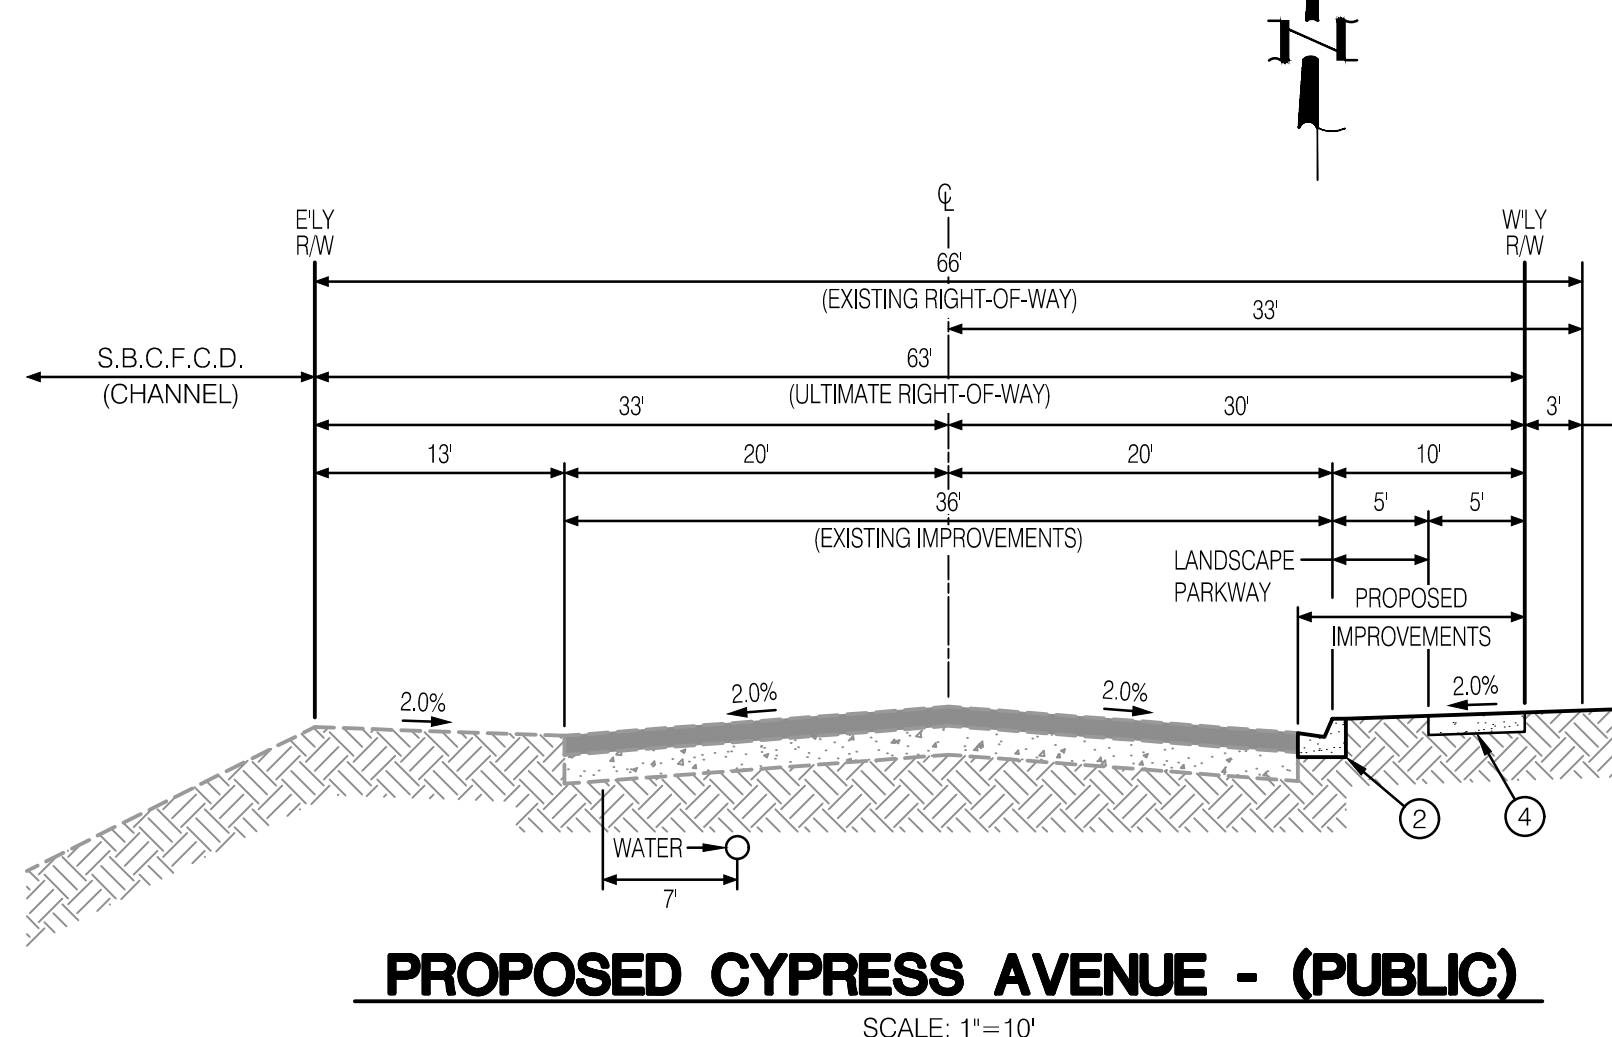 N
℄
E'LY
R/W
W'LY
R/W
66'
(EXISTING RIGHT-OF-WAY)
33'
S.B.C.F.C.D.
(CHANNEL)
63'
(ULTIMATE RIGHT-OF-WAY)
33'
30'
3'
13'
20'
20'
10'
36'
(EXISTING IMPROVEMENTS)
5'
5'
LANDSCAPE
PARKWAY
PROPOSED
IMPROVEMENTS
2.0%
2.0%
2.0%
2.0%
2
4
WATER
7'
PROPOSED CYPRESS AVENUE - (PUBLIC)
SCALE: 1"=10'